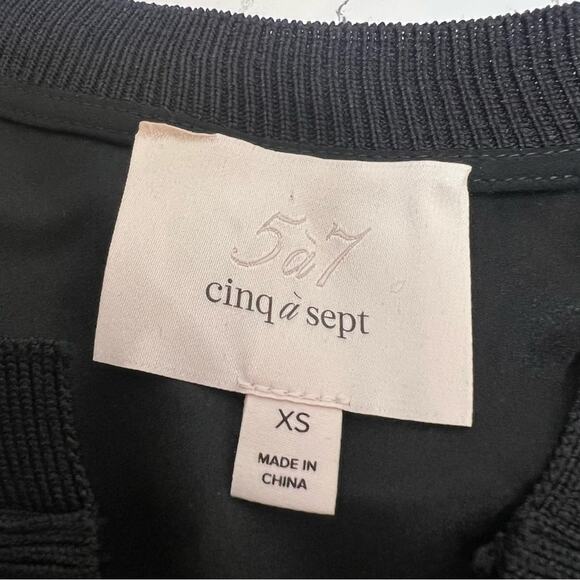 5à7
cinq à sept
XS
MADE IN
CHINA